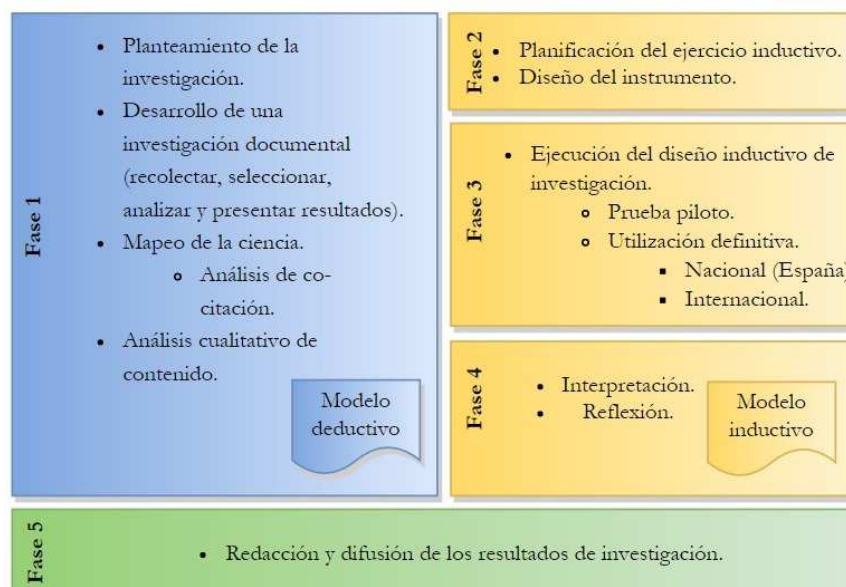 Fase 1
• Planteamiento de la
investigación.
• Desarrollo de una
investigación documental
(recolectar, seleccionar,
analizar y presentar resultados).
• Mapeo de la ciencia.
o Análisis de co-
citación.
• Análisis cualitativo de
contenido.
Modelo
deductivo
Fase 2
• Planificación del ejercicio inductivo.
• Diseño del instrumento.
Fase 3
• Ejecución del diseño inductivo de
investigación.
o Prueba piloto.
o Utilización definitiva.
▪ Nacional (España)
▪ Internacional.
Fase 4
• Interpretación.
• Reflexión.
Modelo
inductivo
Fase 5
• Redacción y difusión de los resultados de investigación.